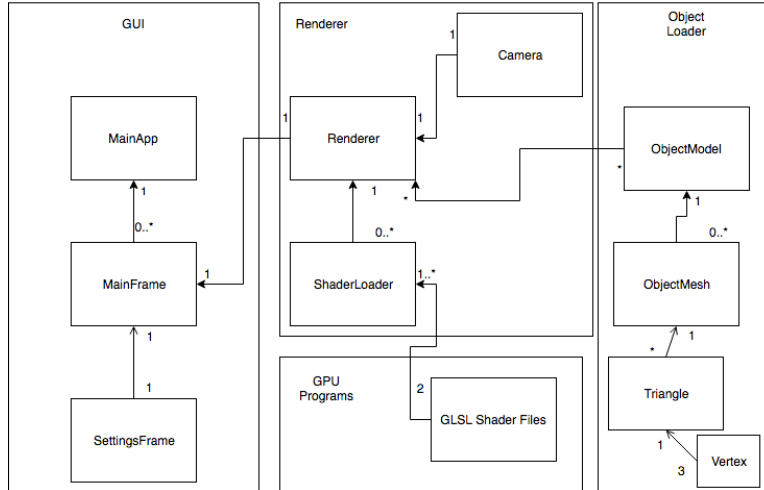 GUI
MainApp
1
0..*
MainFrame
1
1
1
SettingsFrame
Renderer
1
Camera
1
1
Renderer
1
*
0..*
1..*
ShaderLoader
GPU
Programs
2
GLSL Shader Files
Object
Loader
ObjectModel
*
1
0..*
ObjectMesh
1
*
Triangle
1
3
Vertex